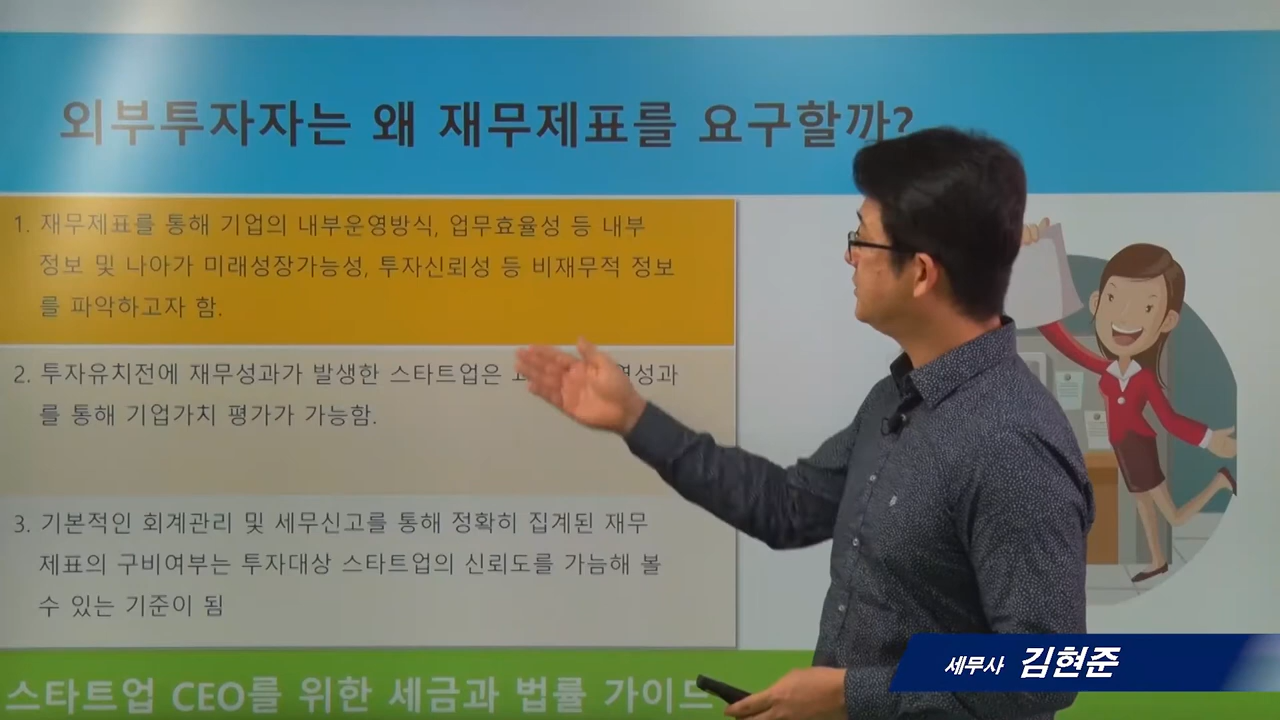 외부투자자는 왜 재무제표를 요구할까?
1. 재무제표를 통해 기업의 내부운영방식, 업무효율성 등 내부
정보 및 나아가 미래성장가능성, 투자신뢰성 등 비재무적 정보
를 파악하고자 함.
2. 투자유치전에 재무성과가 발생한 스타트업은
를 통해 기업가치 평가가 가능함.
3. 기본적인 회계관리 및 세무신고를 통해 정확히 집계된 재무
제표의 구비여부는 투자대상 스타트업의 신뢰도를 가늠해 볼
수 있는 기준이 됨
세무사 김현준
스타트업 CEO를 위한 세금과 법률 가이드